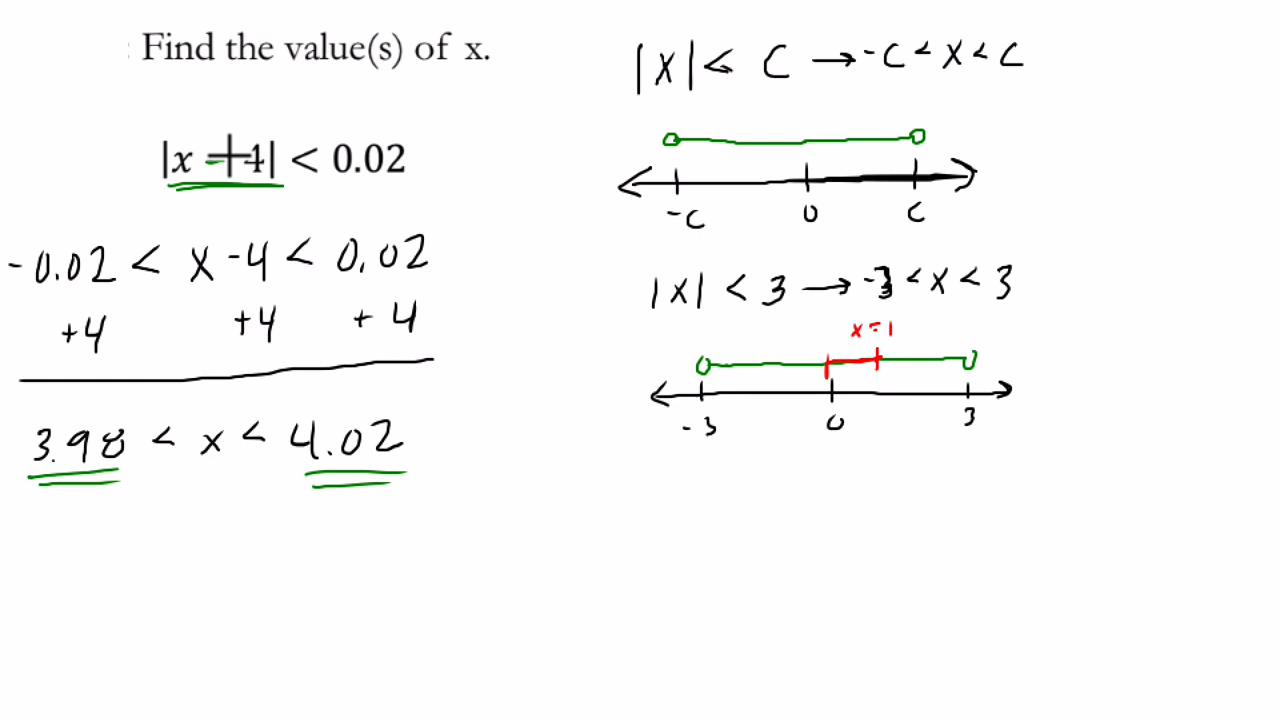 Find the value(s) of x.
|x − 4| < 0.02
-0.02 < x -4 < 0.02
+4 +4 + 4
3.98 < x < 4.02
|x| < C → -C < x < C
-C 0 C
|x| < 3 → -3 < x < 3
x = 1
-3 0 3